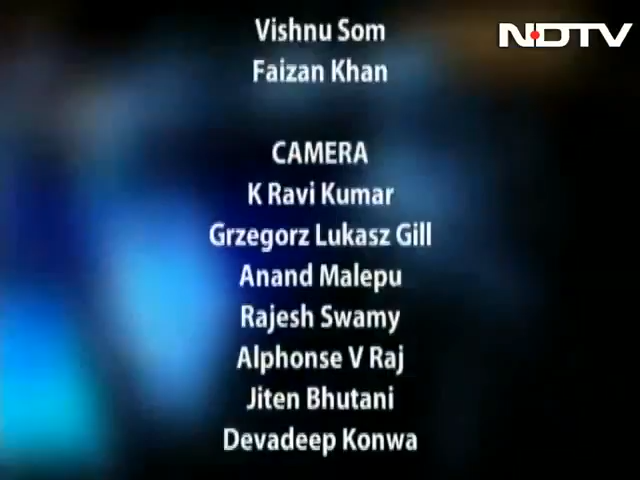 Vishnu Som
NDTV
Faizan Khan
CAMERA
K Ravi Kumar
Grzegorz Lukasz Gill
Anand Malepu
Rajesh Swamy
Alphonse V Raj
Jiten Bhutani
Devadeep Konwa